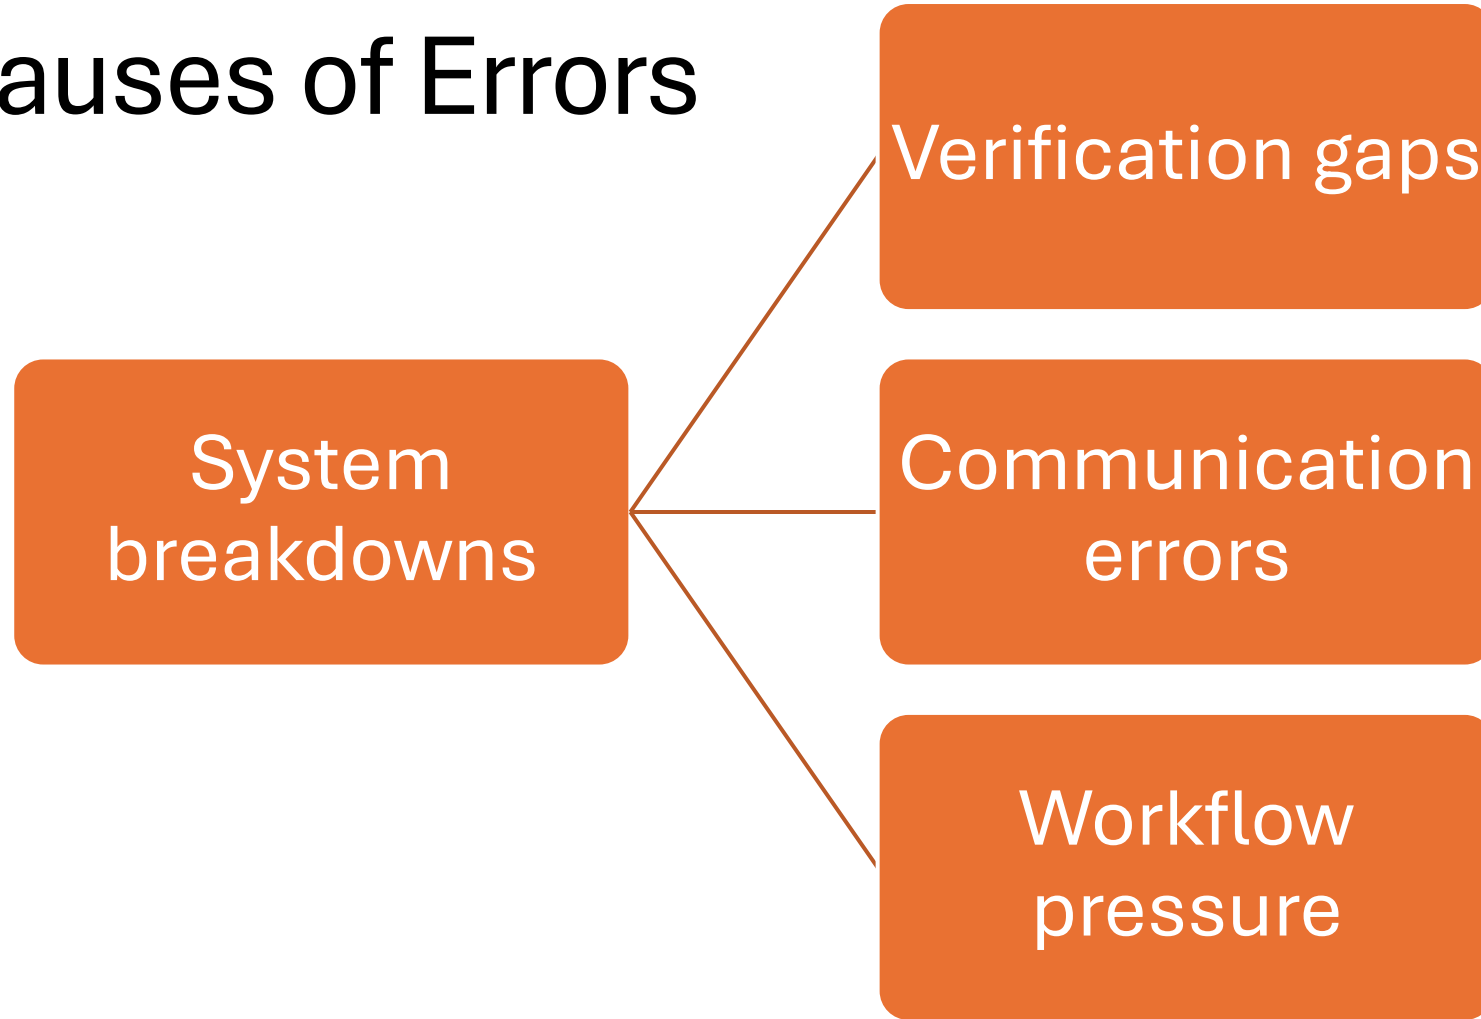 auses of Errors
Verification gaps
System
breakdowns
Communication
errors
Workflow
pressure